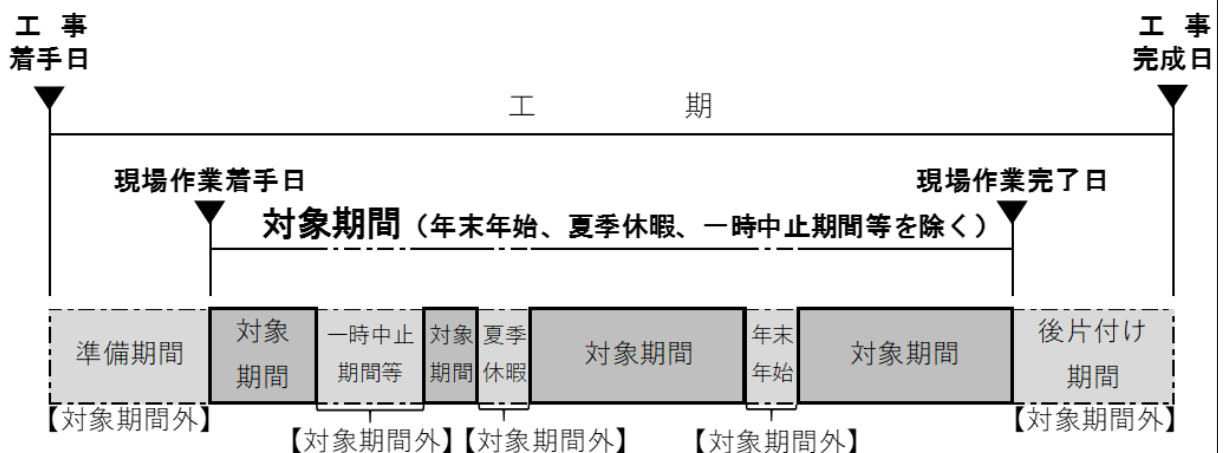 工 事
着手日
工 事
完成日
工 期
現場作業着手日
現場作業完了日
対象期間（年末年始、夏季休暇、一時中止期間等を除く）
準備期間
対象
期間
一時中止
期間等
対象
期間
夏季
休暇
対象期間
年末
年始
対象期間
後片付け
期間
【対象期間外】
【対象期間外】
【対象期間外】
【対象期間外】
【対象期間外】